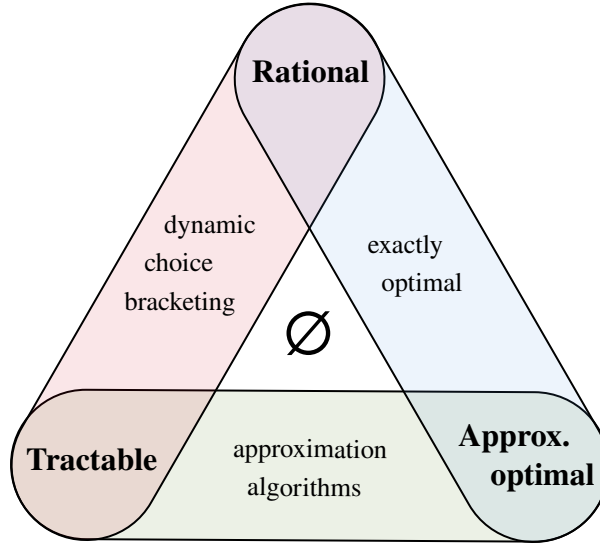 Rational
dynamic
choice
bracketing
exactly
optimal
∅
Tractable
approximation
algorithms
Approx.
optimal